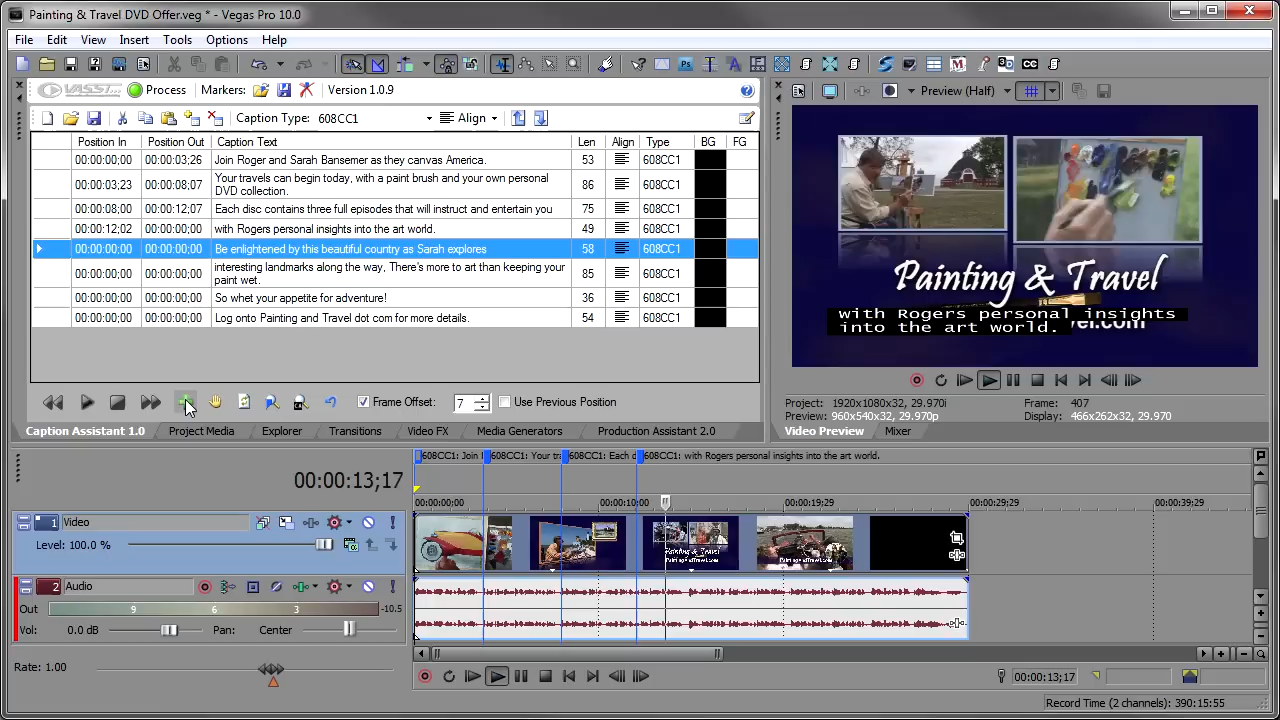 Painting & Travel DVD Offer.veg * - Vegas Pro 10.0
File Edit View Insert Tools Options Help
VASST Process Markers: Version 1.0.9
Preview (Half)
Caption Type: 608CC1 Align
Position In Position Out Caption Text Len Align Type BG FG
00:00:00;00 00:00:03;26 Join Roger and Sarah Bansemer as they canvas America. 53 608CC1
00:00:03;23 00:00:08;07 Your travels can begin today, with a paint brush and your own personal
DVD collection. 86 608CC1
00:00:08;00 00:00:12;07 Each disc contains three full episodes that will instruct and entertain you 75 608CC1
00:00:12;02 00:00:00;00 with Rogers personal insights into the art world. 49 608CC1
00:00:00;00 00:00:00;00 Be enlightened by this beautiful country as Sarah explores 58 608CC1
00:00:00;00 00:00:00;00 interesting landmarks along the way, There's more to art than keeping your
paint wet. 85 608CC1
00:00:00;00 00:00:00;00 So whet your appetite for adventure! 36 608CC1
00:00:00;00 00:00:00;00 Log onto Painting and Travel dot com for more details. 54 608CC1
Painting & Travel
with Rogers personal insights
into the art world.
vel.com
Frame Offset: 7 Use Previous Position
Project: 1920x1080x32, 29.970i Frame: 407
Preview: 960x540x32, 29.970p Display: 466x262x32, 29.970
Caption Assistant 1.0 Project Media Explorer Transitions Video FX Media Generators Production Assistant 2.0
Video Preview Mixer
00:00:13;17
608CC1: Join 608CC1: Your tra 608CC1: Each d 608CC1: with Rogers personal insights into the art world.
00:00:00;00 00:00:10;00 00:00:19;29 00:00:29;29 00:00:39;29
1 Video
Level: 100.0 %
Painting & Travel
2 Audio
Out 9 6 3 -10.5
Vol: 0.0 dB Pan: Center
Rate: 1.00
00:00:13;17
Record Time (2 channels): 390:15:55